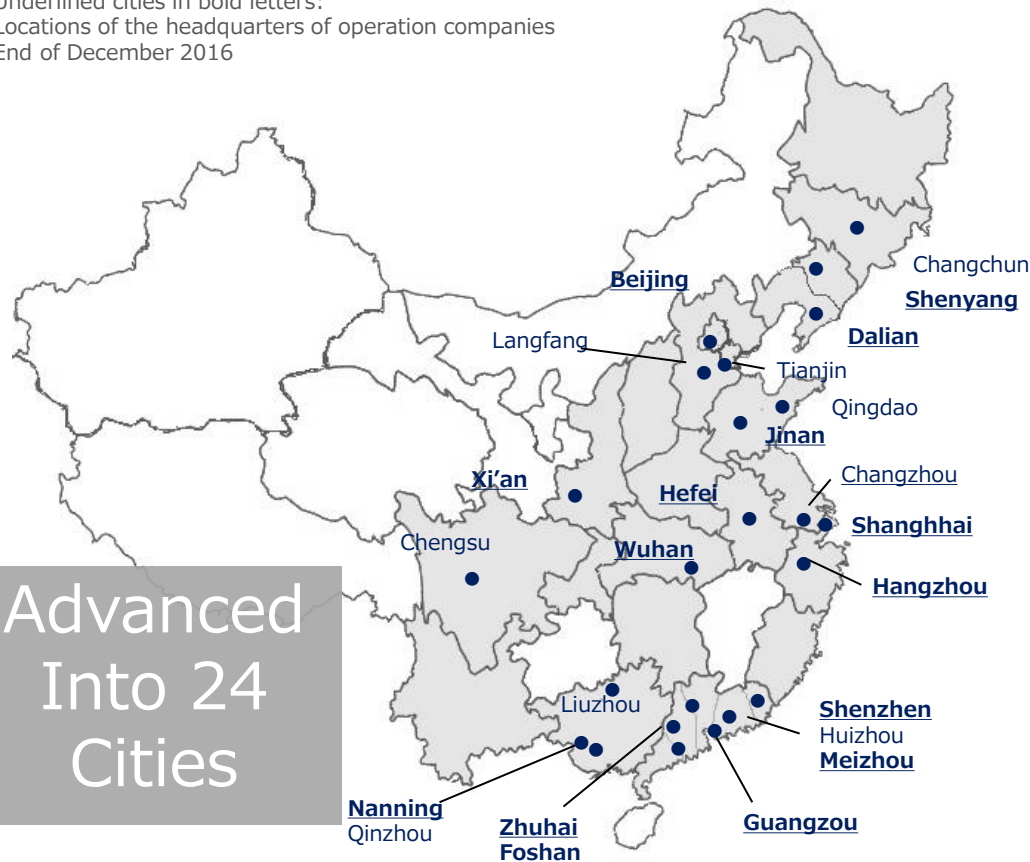 Underlined cities in bold letters:
Locations of the headquarters of operation companies
End of December 2016
Beijing
Changchun
Shenyang
Dalian
Langfang
Tianjin
Qingdao
Jinan
Xi’an
Hefei
Changzhou
Shanghhai
Chengsu
Wuhan
Hangzhou
Advanced
Into 24
Cities
Liuzhou
Shenzhen
Huizhou
Meizhou
Nanning
Qinzhou
Zhuhai
Foshan
Guangzou